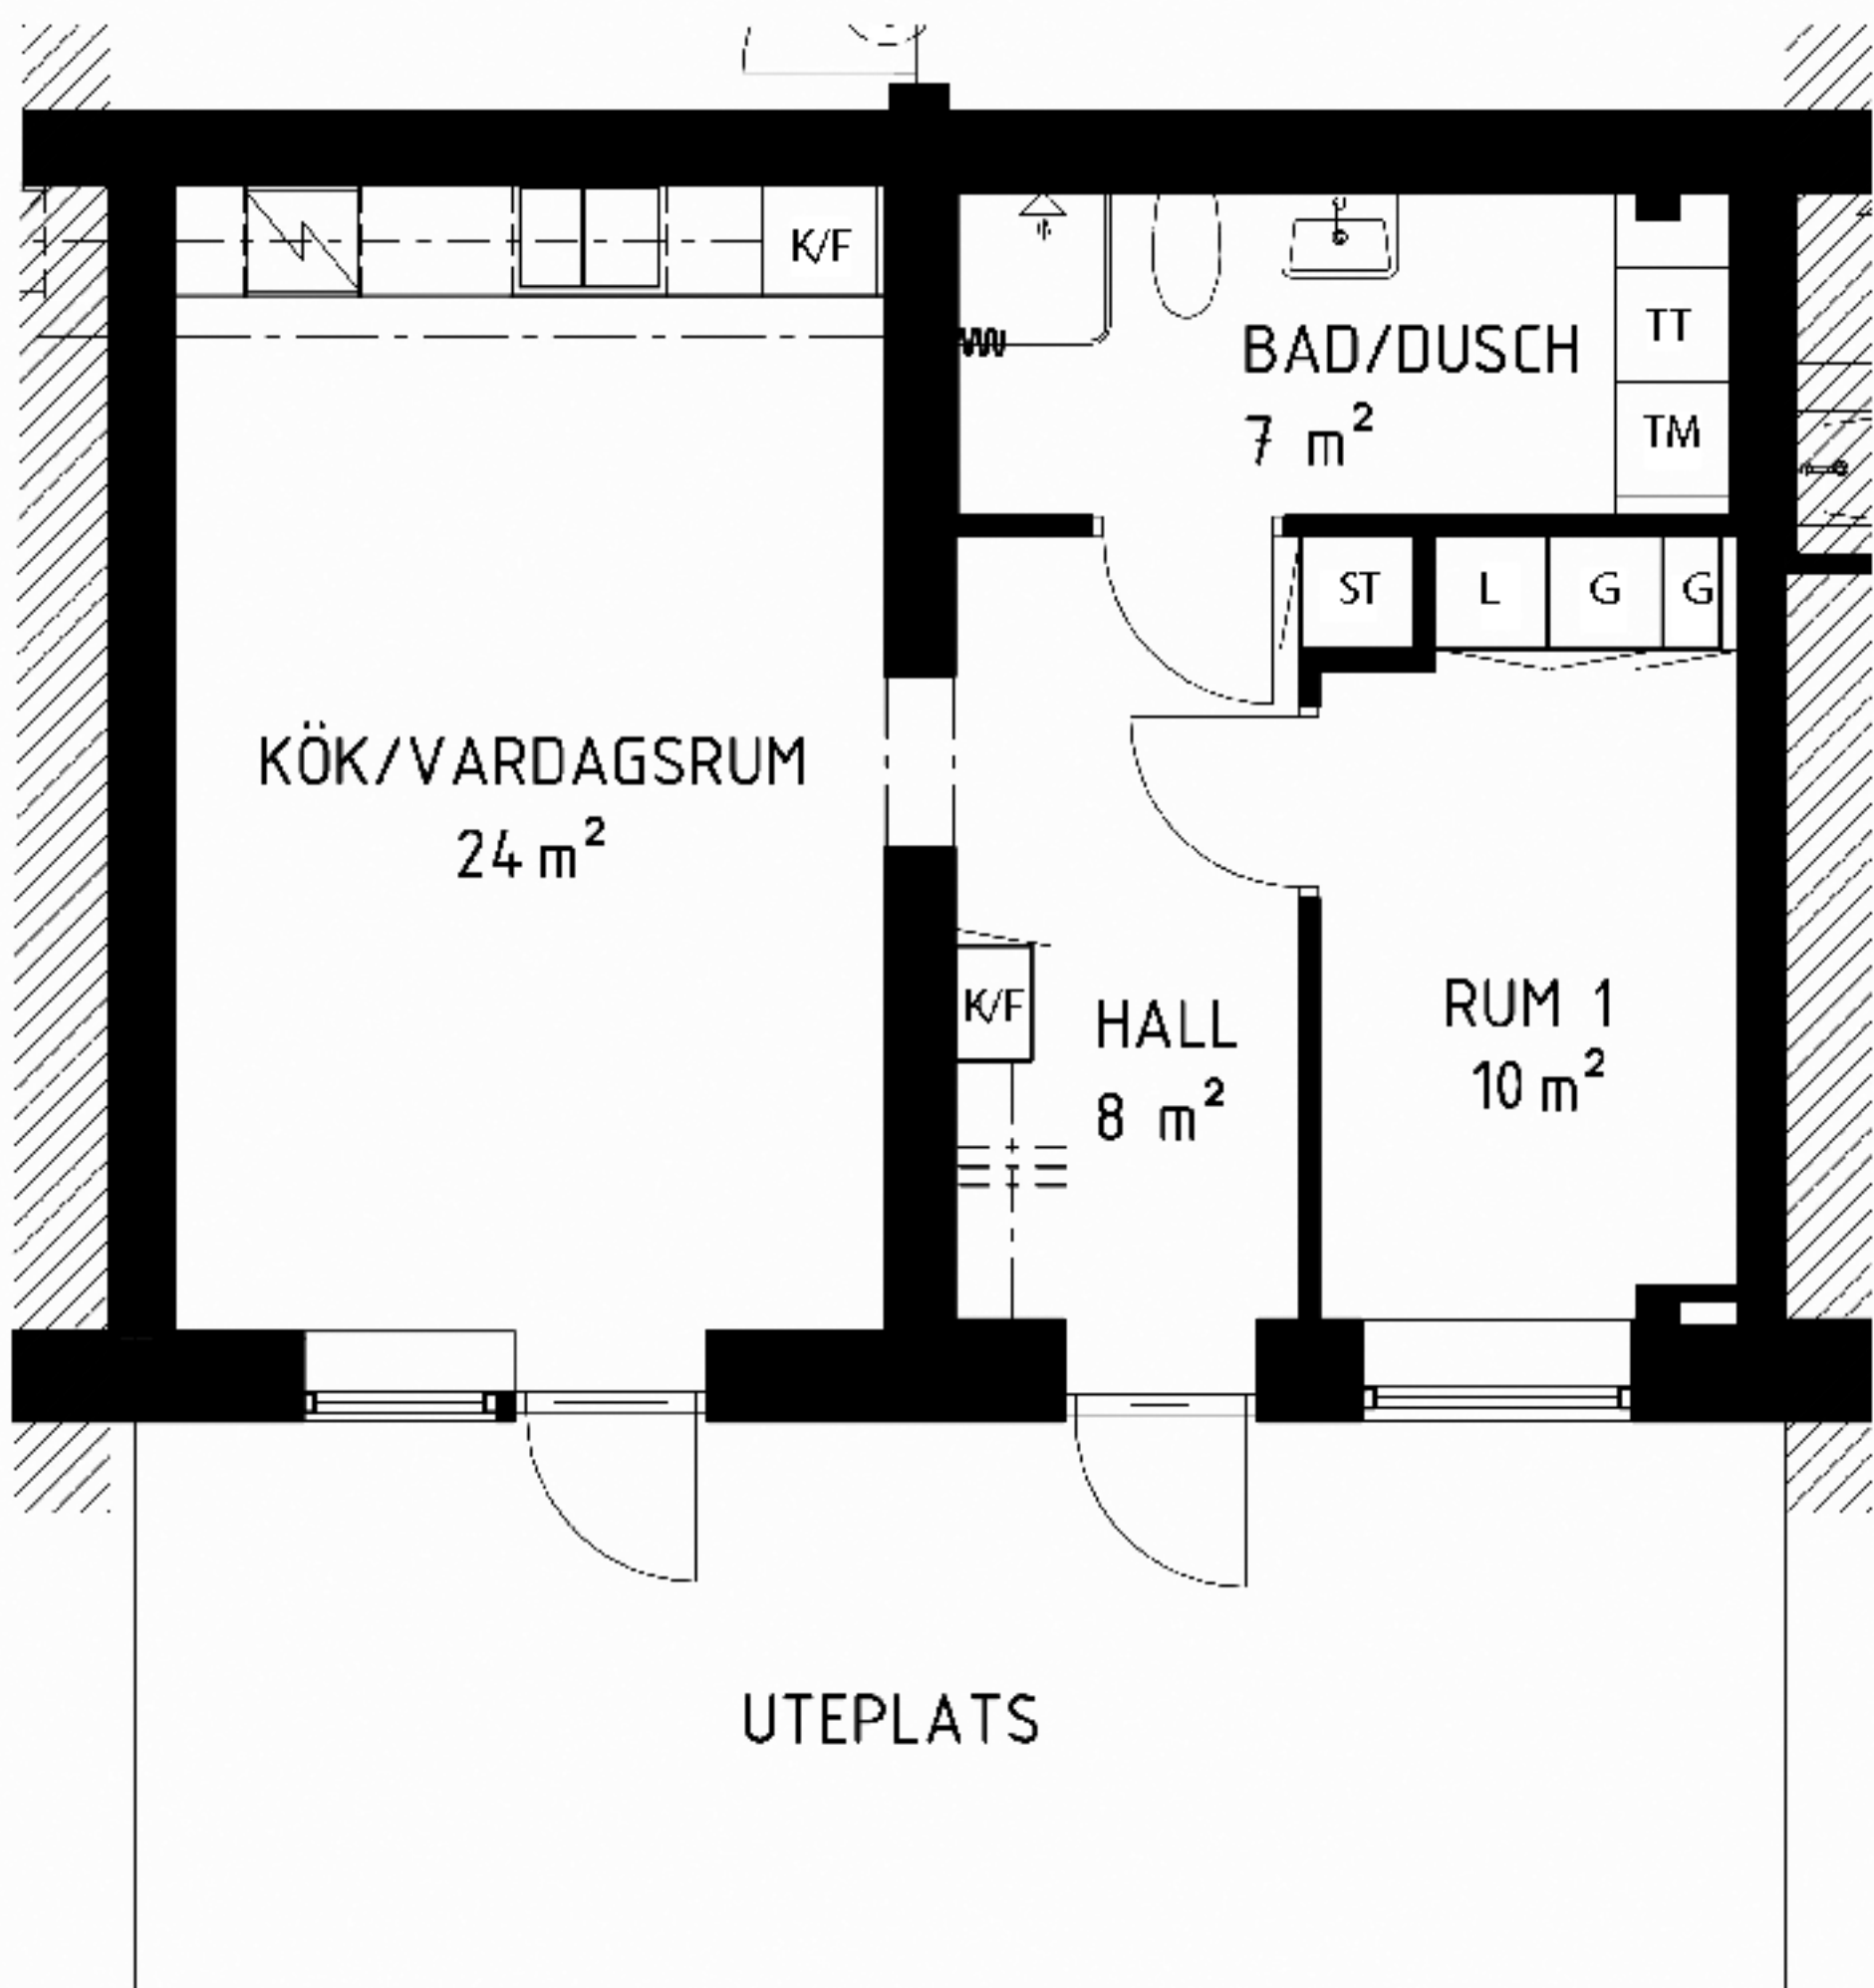 K/F
BAD/DUSCH
7 m²
TT
TM
ST
L
G
G
KÖK/VARDAGSRUM
24 m²
K/F
HALL
8 m²
RUM 1
10 m²
UTEPLATS